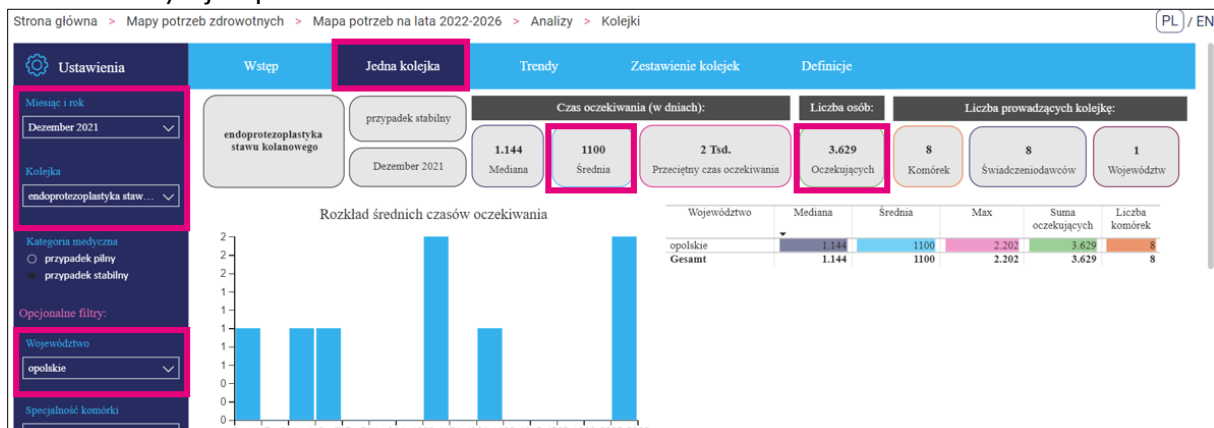 Strona główna > Mapy potrzeb zdrowotnych > Mapa potrzeb na lata 2022-2026 > Analizy > Kolejki
PL / EN
Ustawienia
Wstęp Jedna kolejka Trendy Zestawienie kolejek Definicje
Miesiąc i rok
Dezember 2021
Kolejka
endoprotezoplastyka staw...
Kategoria medyczna
przypadek pilny
przypadek stabilny
Opcjonalne filtry:
Województwo
opolskie
Specjalność komórki
endoprotezoplastyka
stawu kolanowego
przypadek stabilny
Dezember 2021
Czas oczekiwania (w dniach):
1.144
Mediana
1100
Średnia
2 Tsd.
Przeciętny czas oczekiwania
Liczba osób:
3.629
Oczekujących
Liczba prowadzących kolejkę:
8
Komórek
8
Świadczeniodawców
1
Województw
Rozkład średnich czasów oczekiwania
2
2
2
1
1
1
1
1
0
0
0
Województwo Mediana Średnia Max Suma oczekujących Liczba komórek
opolskie 1.144 1100 2.202 3.629 8
Gesamt 1.144 1100 2.202 3.629 8